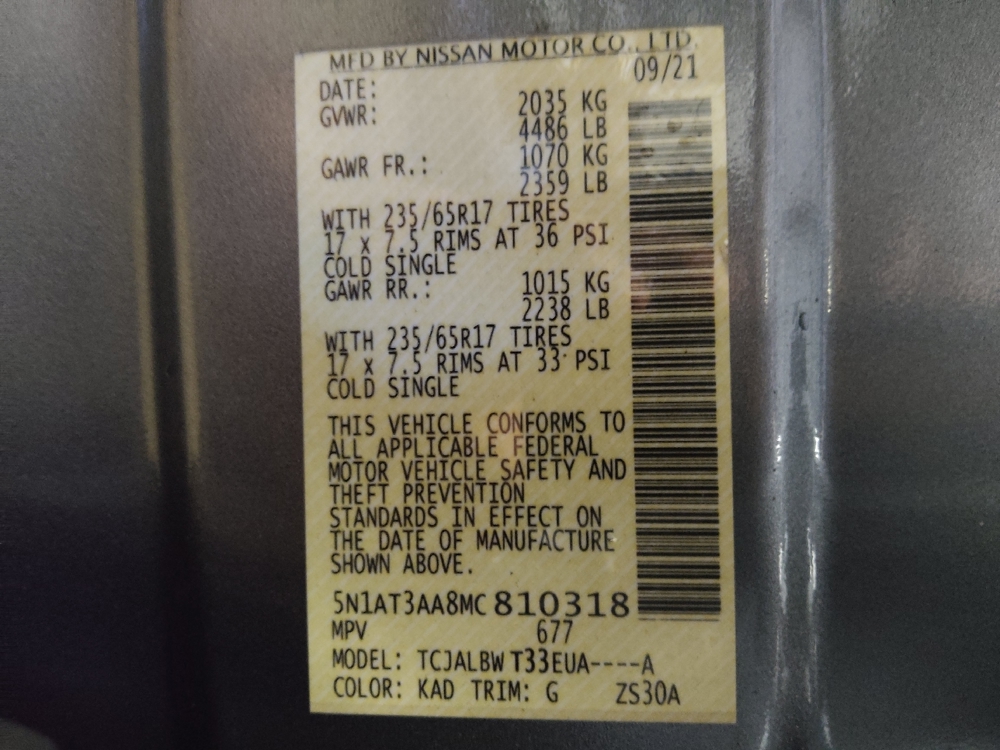 MFD BY NISSAN MOTOR CO., LTD.
DATE: 09/21
GVWR: 2035 KG
4486 LB
GAWR FR.: 1070 KG
2359 LB
WITH 235/65R17 TIRES
17 x 7.5 RIMS AT 36 PSI
COLD SINGLE
GAWR RR.: 1015 KG
2238 LB
WITH 235/65R17 TIRES
17 x 7.5 RIMS AT 33 PSI
COLD SINGLE
THIS VEHICLE CONFORMS TO
ALL APPLICABLE FEDERAL
MOTOR VEHICLE SAFETY AND
THEFT PREVENTION
STANDARDS IN EFFECT ON
THE DATE OF MANUFACTURE
SHOWN ABOVE.
5N1AT3AA8MC810318
MPV 677
MODEL: TCJALBW T33EUA----A
COLOR: KAD TRIM: G ZS30A